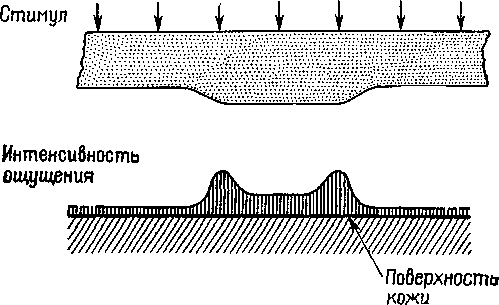 Стимул
Интенсивность
ощущения
Поверхность
кожи